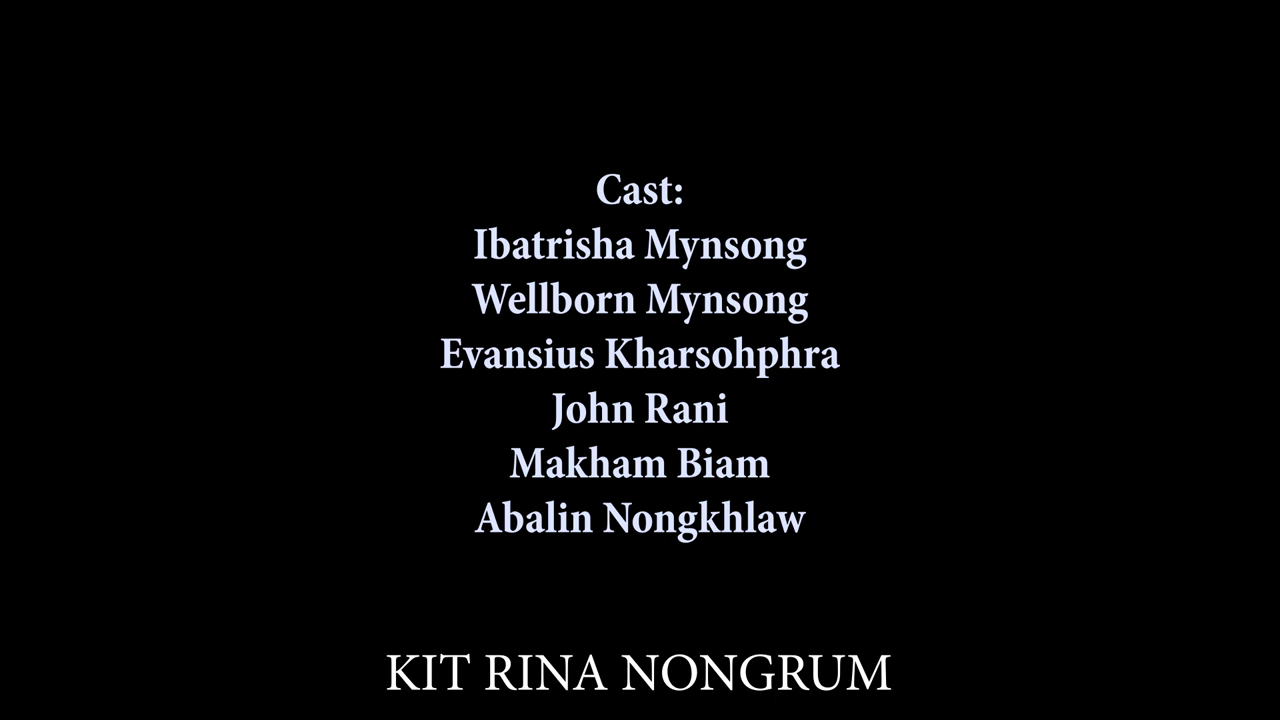 Cast:
Ibatrisha Mynsong
Wellborn Mynsong
Evansius Kharsohphra
John Rani
Makham Biam
Abalin Nongkhlaw
KIT RINA NONGRUM